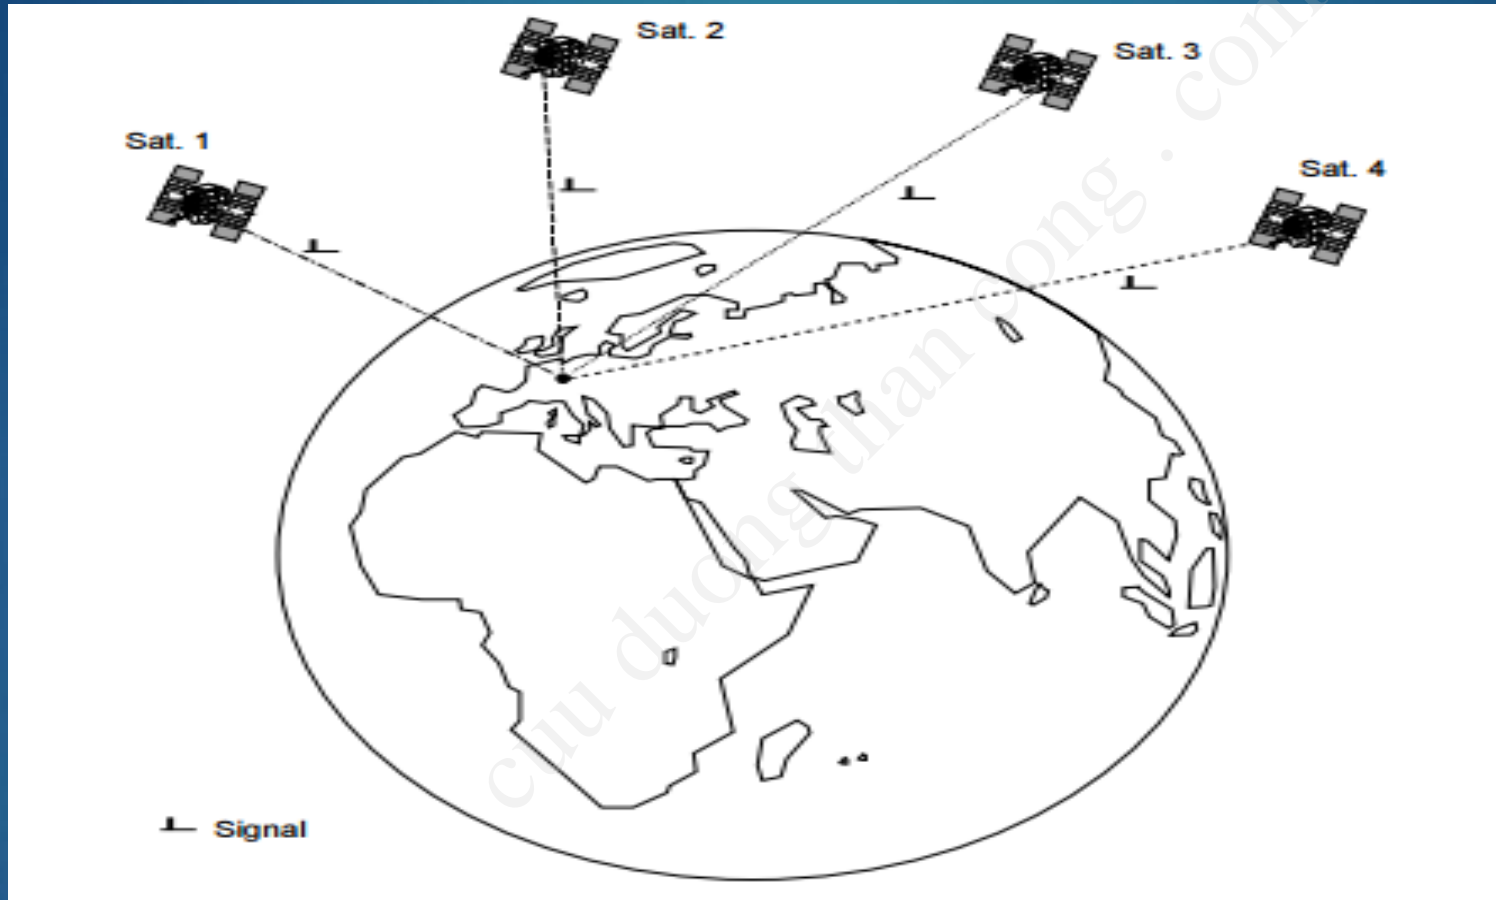 Sat. 2
Sat. 3
Sat. 1
Sat. 4
cuu duong than cong . com
Signal